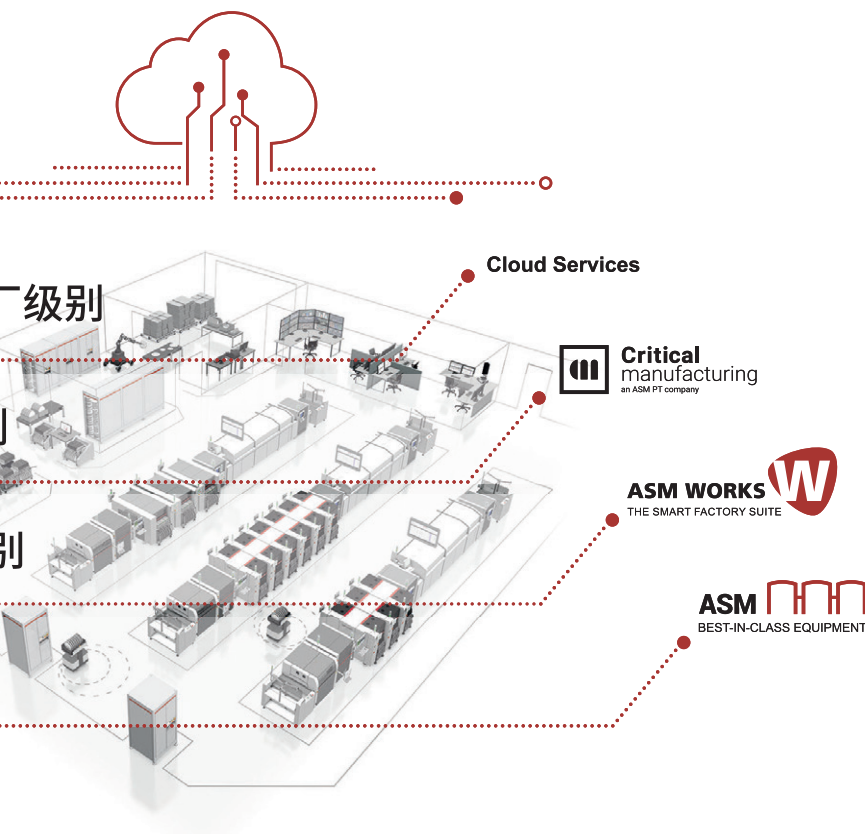 Cloud Services
级别
Critical
manufacturing
an ASM PT company
别
ASM WORKS
W
THE SMART FACTORY SUITE
别
ASM
BEST-IN-CLASS EQUIPMENT